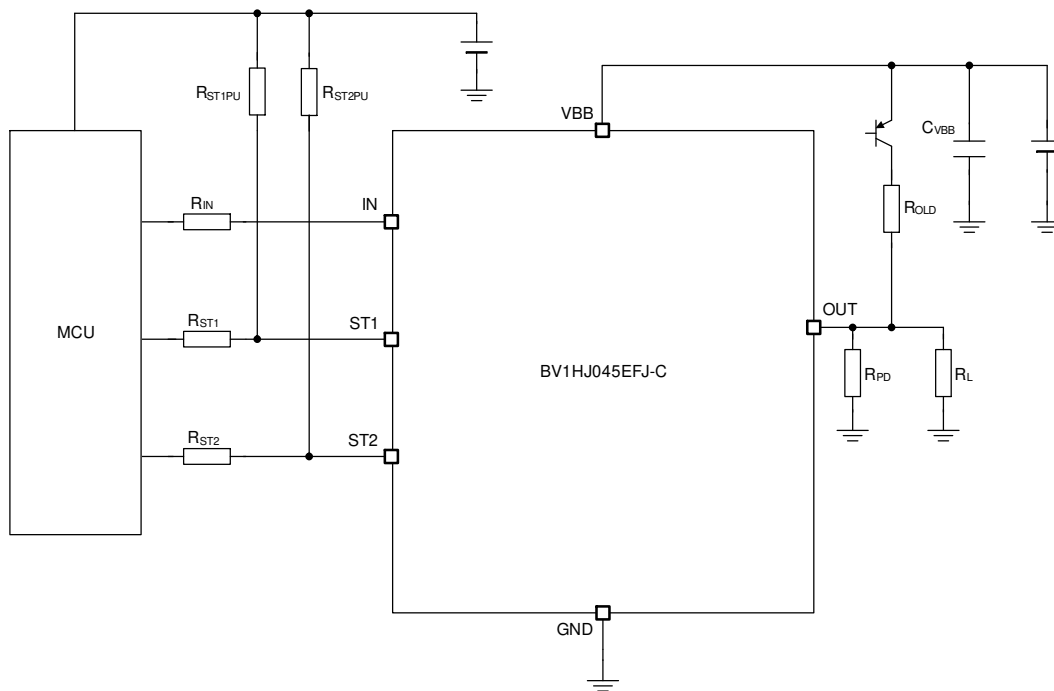 RST1PU
RST2PU
VBB
CVBB
RIN
IN
ROLD
OUT
MCU
RST1
ST1
BV1HJ045EFJ-C
RPD
RL
RST2
ST2
GND